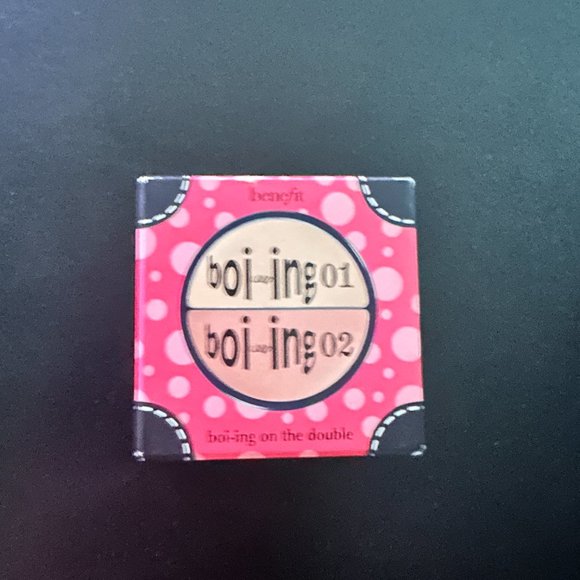 benefit
boi-ing 01
boi-ing 02
boi-ing on the double